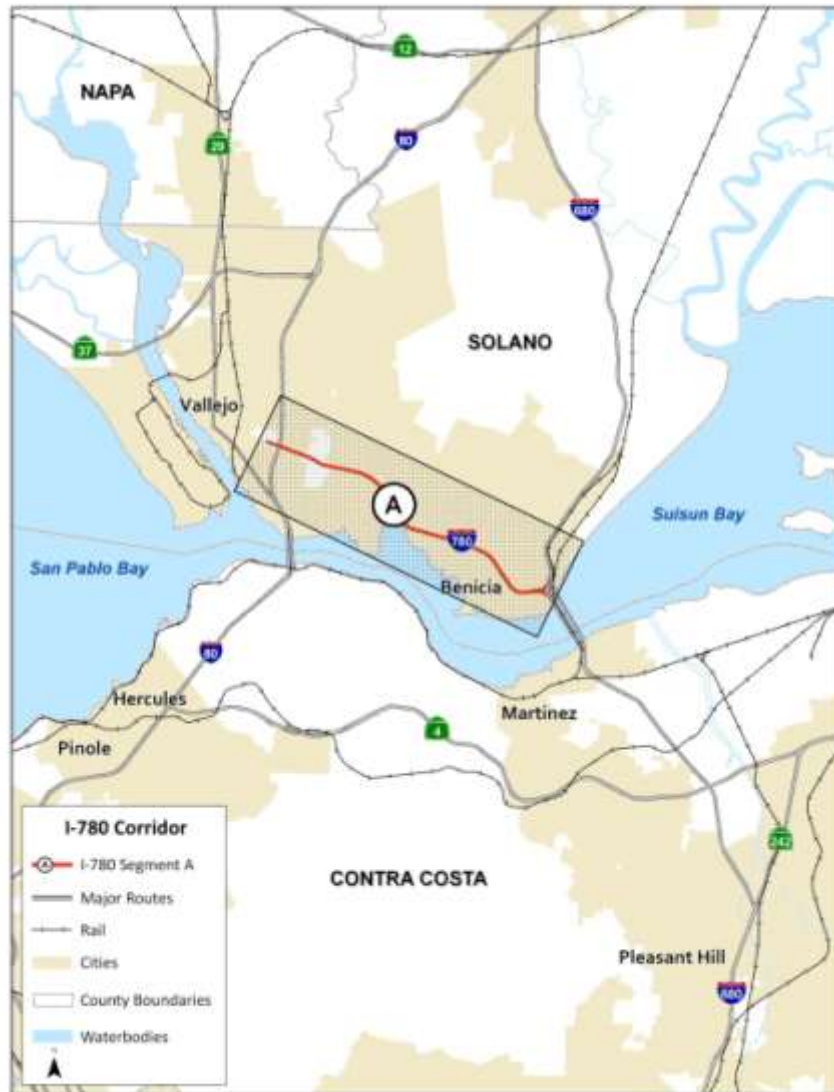 12
NAPA
80
29
680
SOLANO
37
Vallejo
A
Suisun Bay
780
San Pablo Bay
Benicia
80
Hercules
Martinez
4
Pinole
242
I-780 Corridor
A I-780 Segment A
CONTRA COSTA
Major Routes
Rail
Pleasant Hill
Cities
680
County Boundaries
Waterbodies